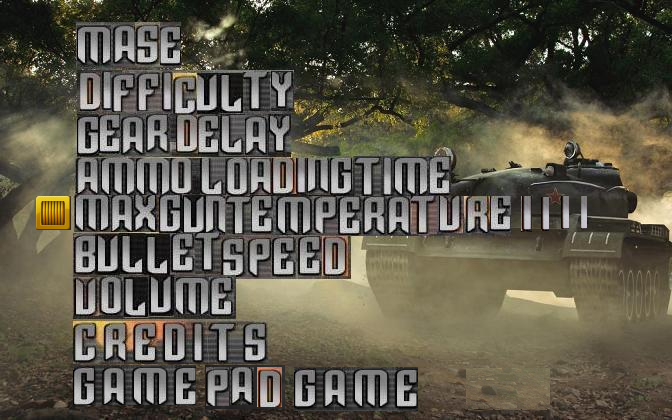 MASE
DIFFICULTY
GEAR DELAY
AMMO LOADINGTIME
MAXGUNTEMPERATURE IIII
BULLETSPEED
VOLUME
CREDITS
GAME PAD GAME